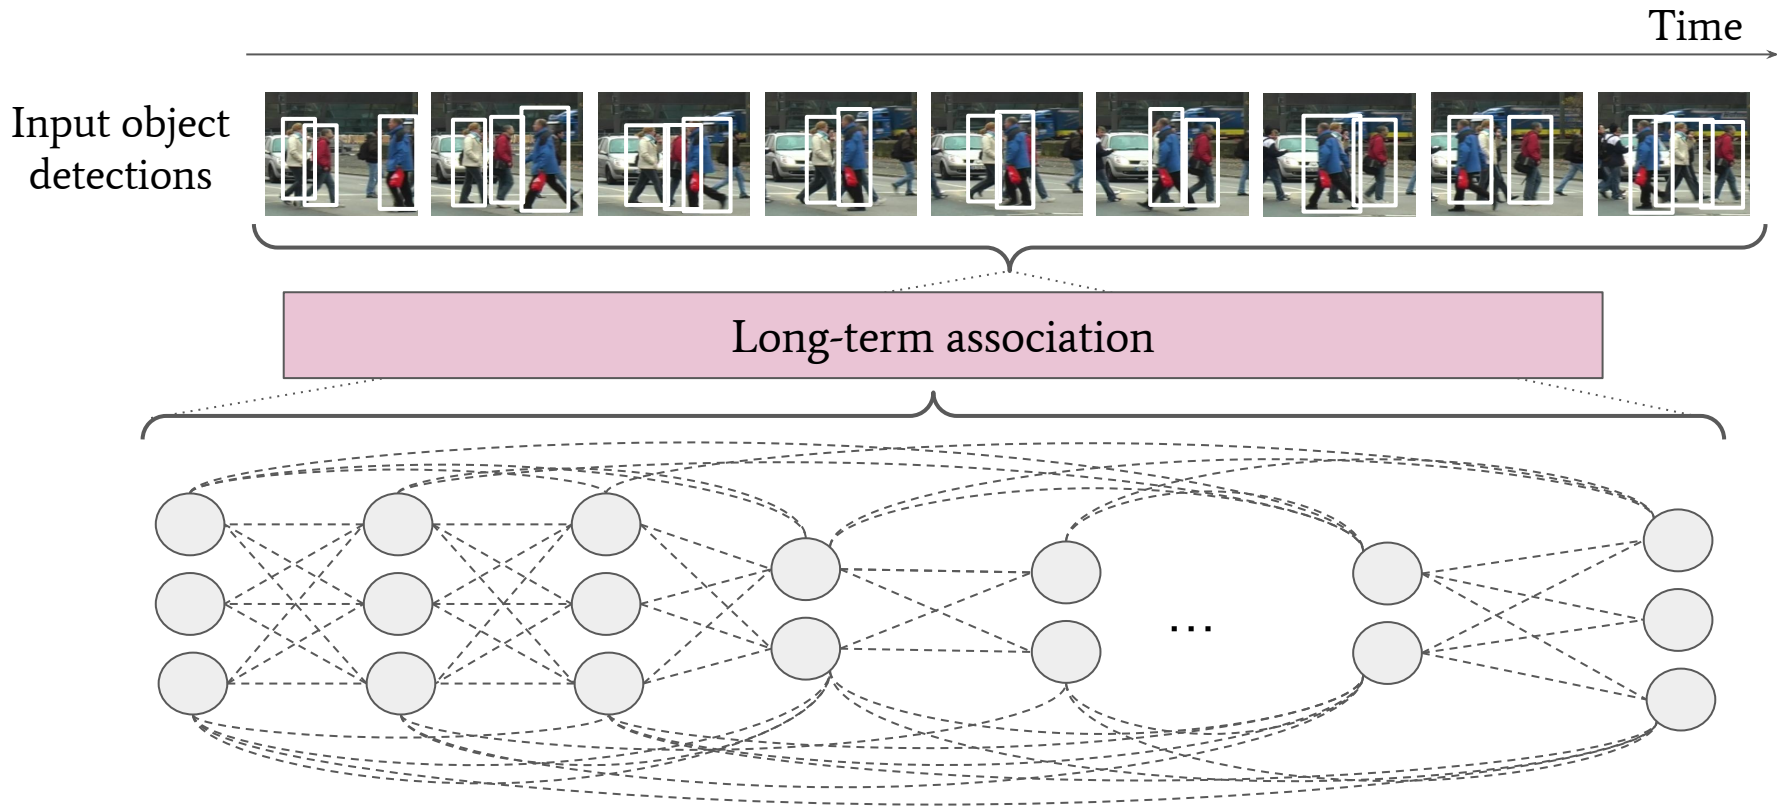 Time
Input object
detections
Long-term association
...